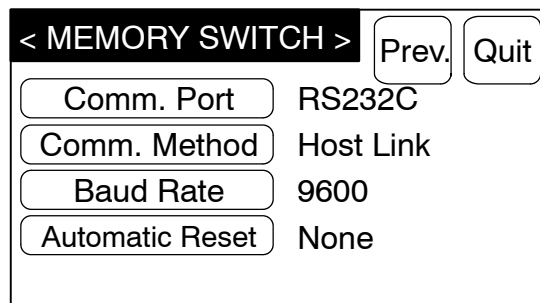 < MEMORY SWITCH > Prev. Quit
Comm. Port RS232C
Comm. Method Host Link
Baud Rate 9600
Automatic Reset None